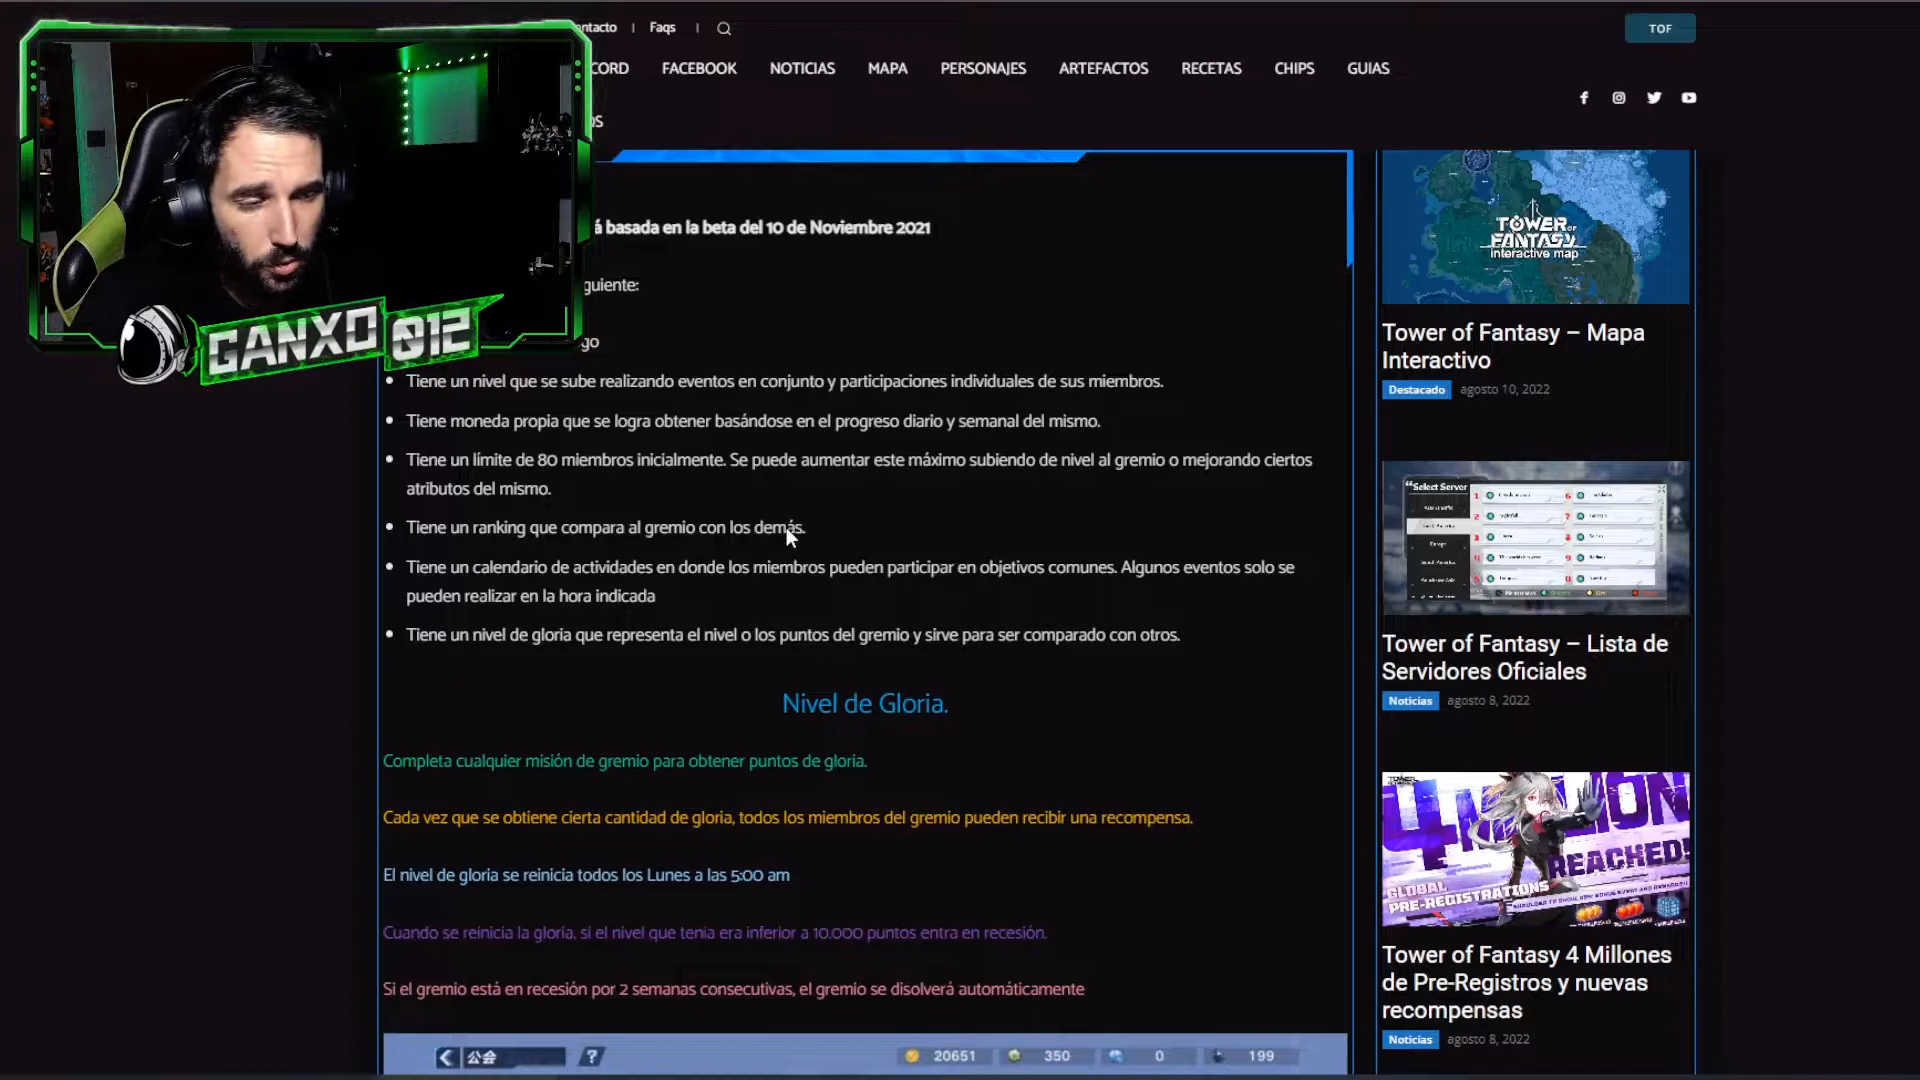 ntacto | Faqs |
TOF
CORD FACEBOOK NOTICIAS MAPA PERSONAJES ARTEFACTOS RECETAS CHIPS GUIAS
OS
GANXO 012
á basada en la beta del 10 de Noviembre 2021
guiente:
go
• Tiene un nivel que se sube realizando eventos en conjunto y participaciones individuales de sus miembros.
• Tiene moneda propia que se logra obtener basándose en el progreso diario y semanal del mismo.
• Tiene un límite de 80 miembros inicialmente. Se puede aumentar este máximo subiendo de nivel al gremio o mejorando ciertos
atributos del mismo.
• Tiene un ranking que compara al gremio con los demás.
• Tiene un calendario de actividades en donde los miembros pueden participar en objetivos comunes. Algunos eventos solo se
pueden realizar en la hora indicada
• Tiene un nivel de gloria que representa el nivel o los puntos del gremio y sirve para ser comparado con otros.
Nivel de Gloria.
Completa cualquier misión de gremio para obtener puntos de gloria.
Cada vez que se obtiene cierta cantidad de gloria, todos los miembros del gremio pueden recibir una recompensa.
El nivel de gloria se reinicia todos los Lunes a las 5:00 am
Cuando se reinicia la gloria, si el nivel que tenia era inferior a 10.000 puntos entra en recesión.
Si el gremio está en recesión por 2 semanas consecutivas, el gremio se disolverá automáticamente
公会 ? 20651 350 0 199
TOWER OF
FANTASY
interactive map
Tower of Fantasy – Mapa
Interactivo
Destacado agosto 10, 2022
Select Server
Tower of Fantasy – Lista de
Servidores Oficiales
Noticias agosto 8, 2022
REACHED!
GLOBAL
PRE-REGISTRATIONS
Tower of Fantasy 4 Millones
de Pre-Registros y nuevas
recompensas
Noticias agosto 8, 2022